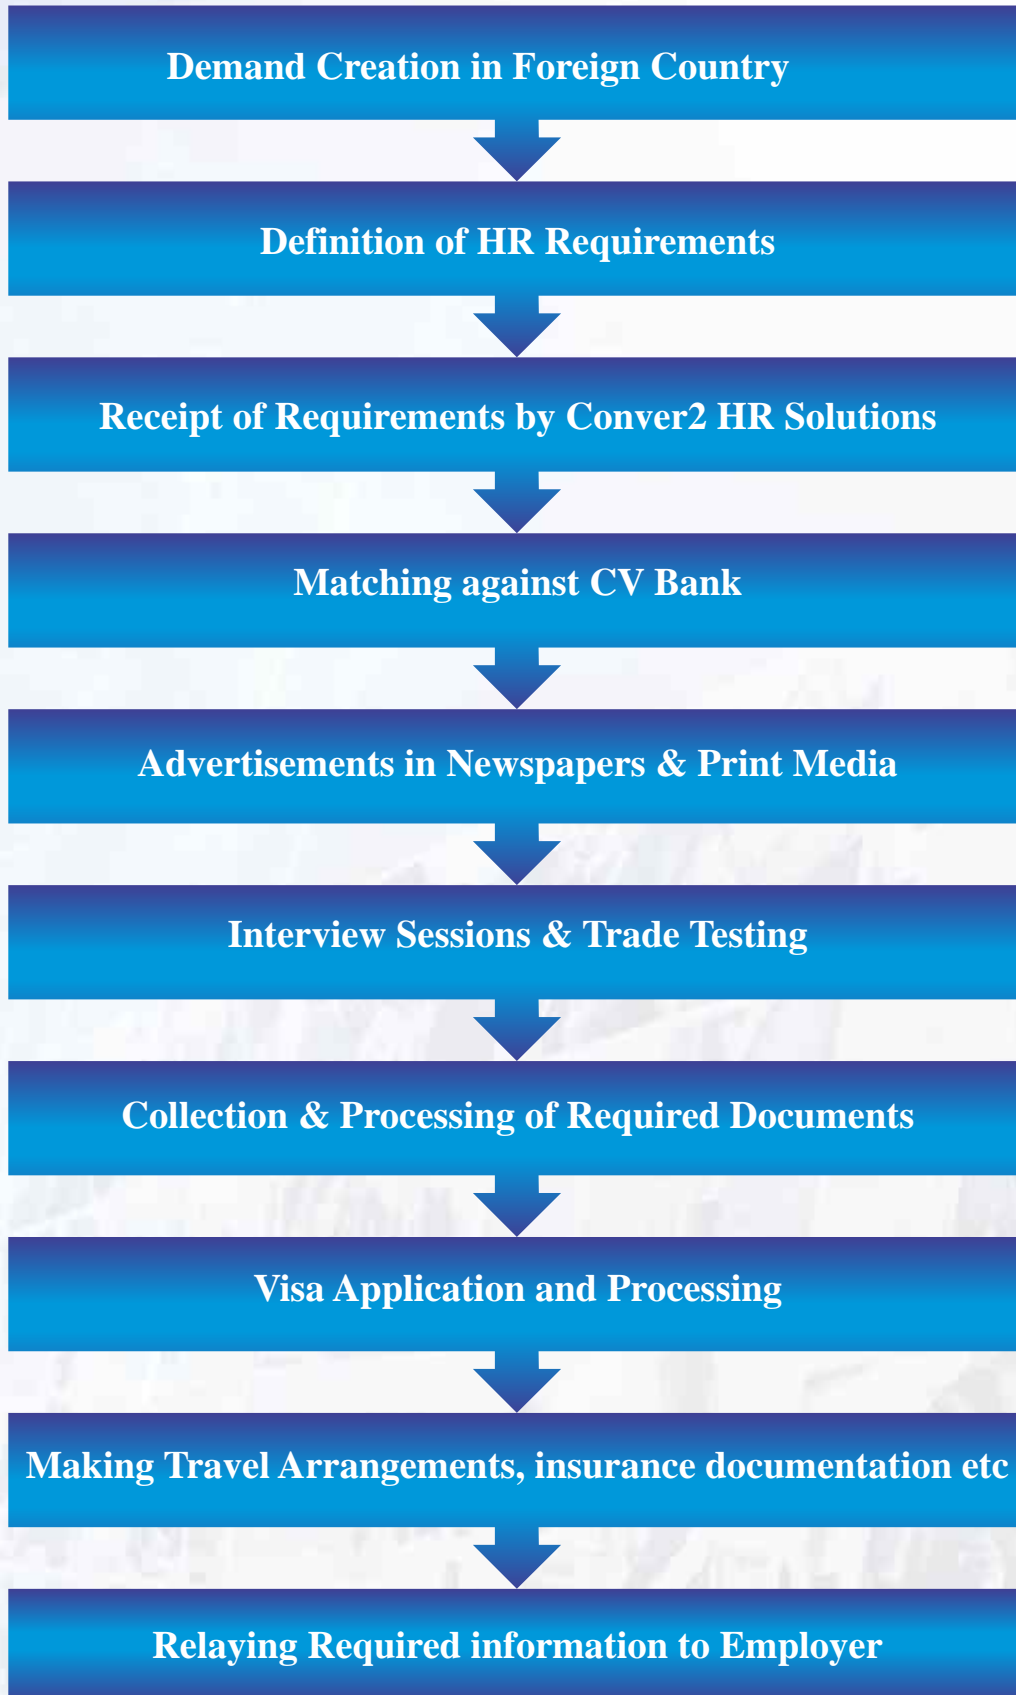 Demand Creation in Foreign Country
Definition of HR Requirements
Receipt of Requirements by Conver2 HR Solutions
Matching against CV Bank
Advertisements in Newspapers & Print Media
Interview Sessions & Trade Testing
Collection & Processing of Required Documents
Visa Application and Processing
Making Travel Arrangements, insurance documentation etc
Relaying Required information to Employer